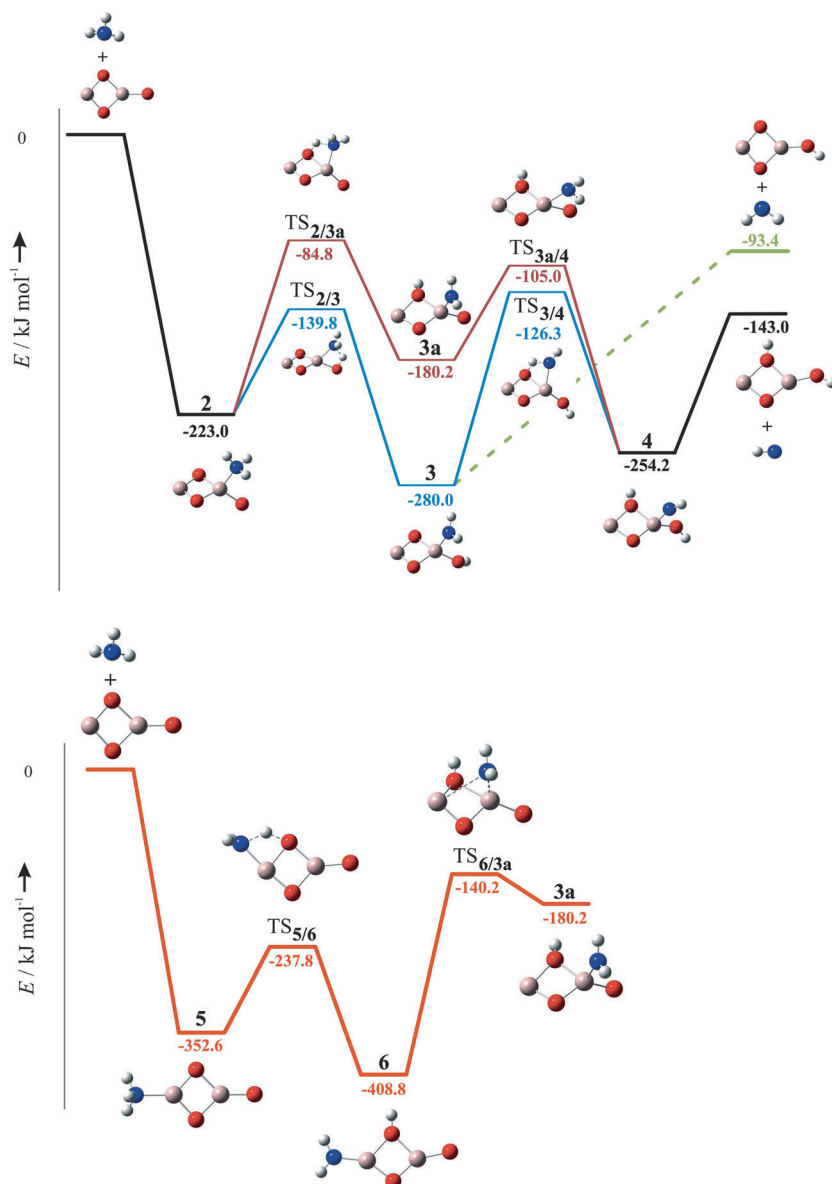 +
0
E / kJ mol⁻¹
TS2/3a
-84.8
TS3a/4
-105.0
+
-93.4
TS2/3
-139.8
3a
-180.2
TS3/4
-126.3
-143.0
2
-223.0
3
-280.0
4
-254.2
+
+
0
E / kJ mol⁻¹
TS6/3a
-140.2
3a
-180.2
TS5/6
-237.8
5
-352.6
6
-408.8